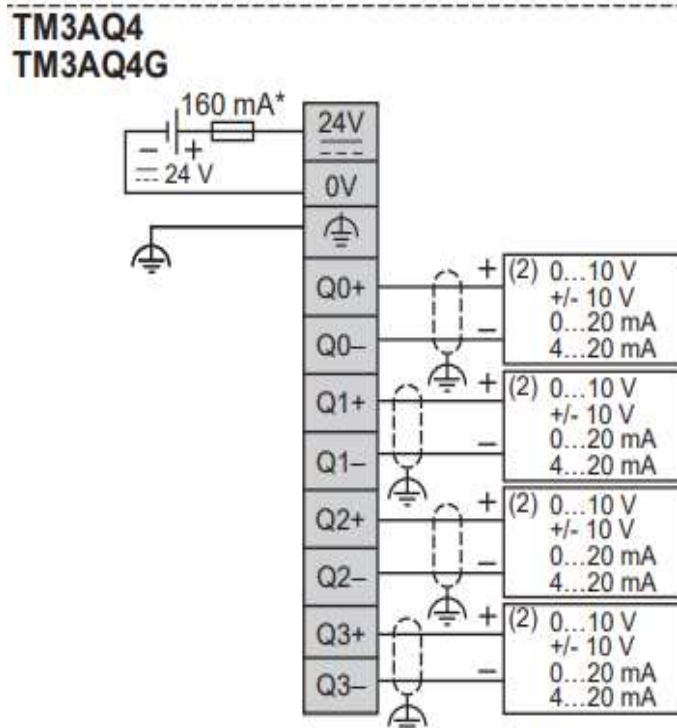 TM3AQ4
TM3AQ4G
160 mA*
24V
− +
24 V
0V
Q0+
Q0–
Q1+
Q1–
Q2+
Q2–
Q3+
Q3–
+ (2) 0...10 V
+/- 10 V
0...20 mA
− 4...20 mA
+ (2) 0...10 V
+/- 10 V
0...20 mA
− 4...20 mA
+ (2) 0...10 V
+/- 10 V
0...20 mA
− 4...20 mA
+ (2) 0...10 V
+/- 10 V
0...20 mA
− 4...20 mA